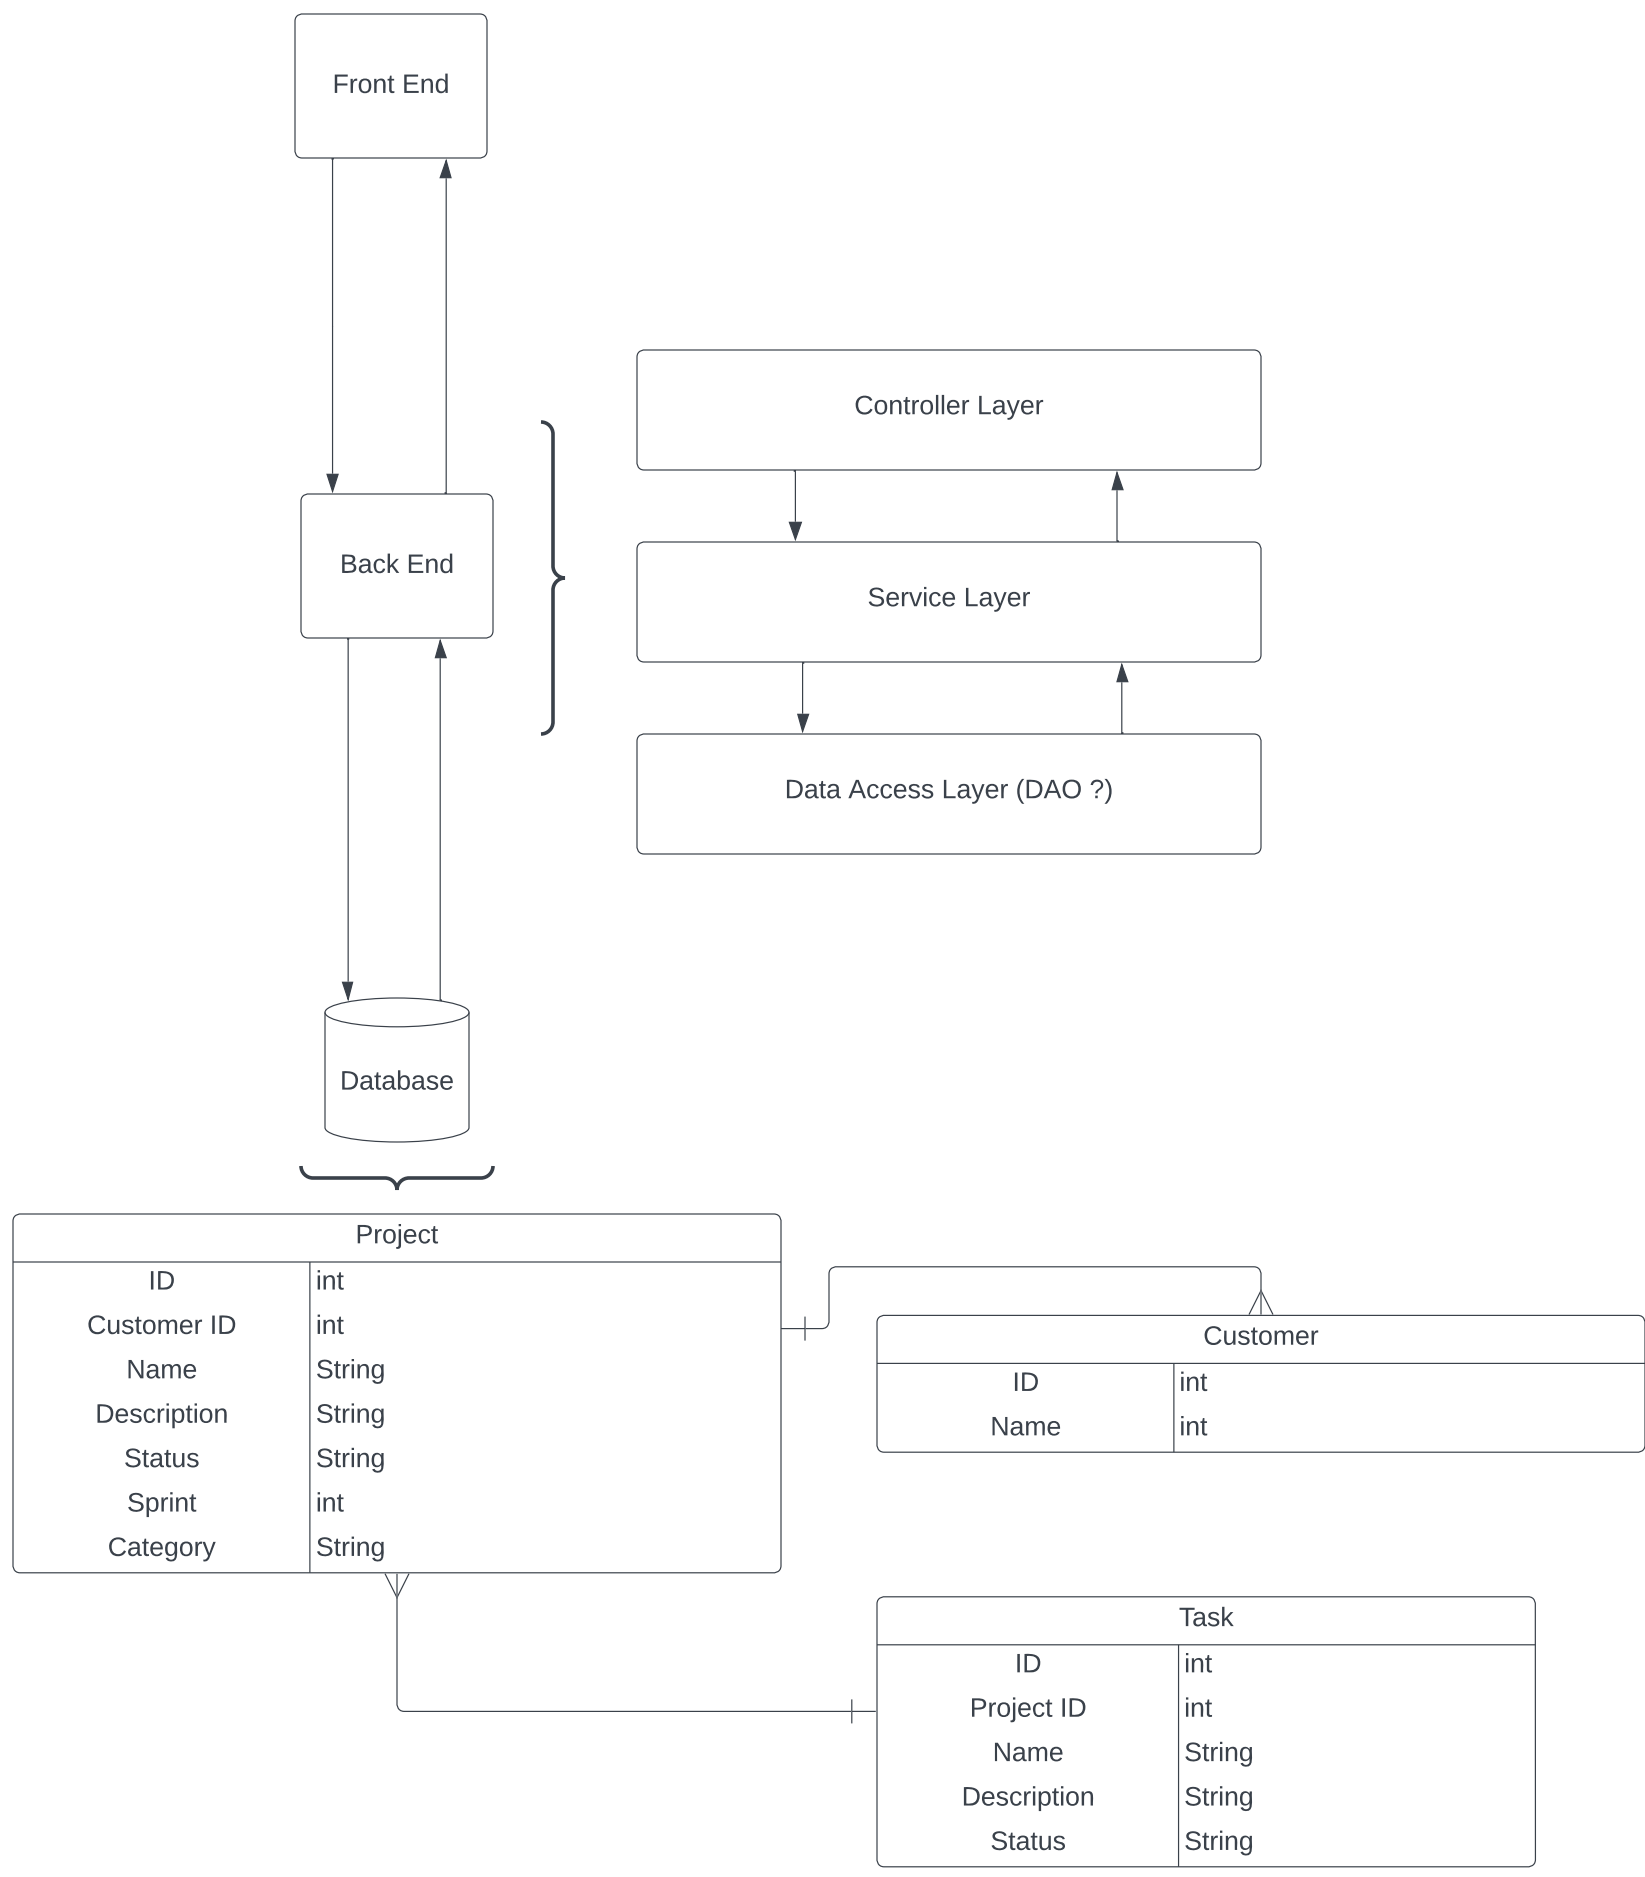 Front End
Back End
Controller Layer
Service Layer
Data Access Layer (DAO ?)
Database
Project
ID int
Customer ID int
Name String
Description String
Status String
Sprint int
Category String
Customer
ID int
Name int
Task
ID int
Project ID int
Name String
Description String
Status String